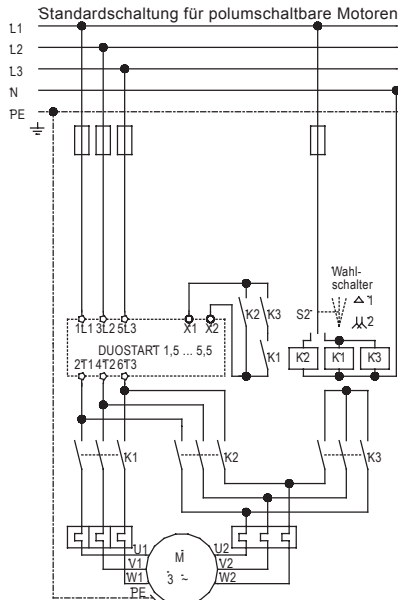 Standardschaltung für polumschaltbare Motoren
L1
L2
L3
N
PE
Wahl-
schalter
1
2
S2
K2 K3
K1
K2 K1 K3
1L1 3L2 5L3 X1 X2
DUOSTART 1,5 ... 5,5
2T1 4T2 6T3
K1 K2 K3
U1 M U2
V1 3 ~ V2
W1 W2
PE